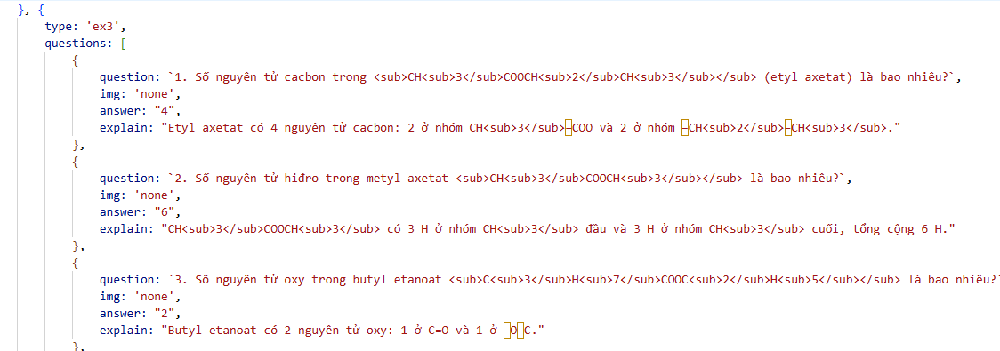 }, {
type: 'ex3',
questions: [
{
question: `1. Số nguyên tử cacbon trong <sub>CH<sub>3</sub>COOCH<sub>2</sub>CH<sub>3</sub></sub> (etyl axetat) là bao nhiêu?`,
img: 'none',
answer: "4",
explain: "Etyl axetat có 4 nguyên tử cacbon: 2 ở nhóm CH<sub>3</sub>–COO và 2 ở nhóm –CH<sub>2</sub>–CH<sub>3</sub>."
},
{
question: `2. Số nguyên tử hiđro trong metyl axetat <sub>CH<sub>3</sub>COOCH<sub>3</sub></sub> là bao nhiêu?`,
img: 'none',
answer: "6",
explain: "CH<sub>3</sub>COOCH<sub>3</sub> có 3 H ở nhóm CH<sub>3</sub> đầu và 3 H ở nhóm CH<sub>3</sub> cuối, tổng cộng 6 H."
},
{
question: `3. Số nguyên tử oxy trong butyl etanoat <sub>C<sub>3</sub>H<sub>7</sub>COOC<sub>2</sub>H<sub>5</sub></sub> là bao nhiêu?`
img: 'none',
answer: "2",
explain: "Butyl etanoat có 2 nguyên tử oxy: 1 ở C=O và 1 ở –O–C."
},